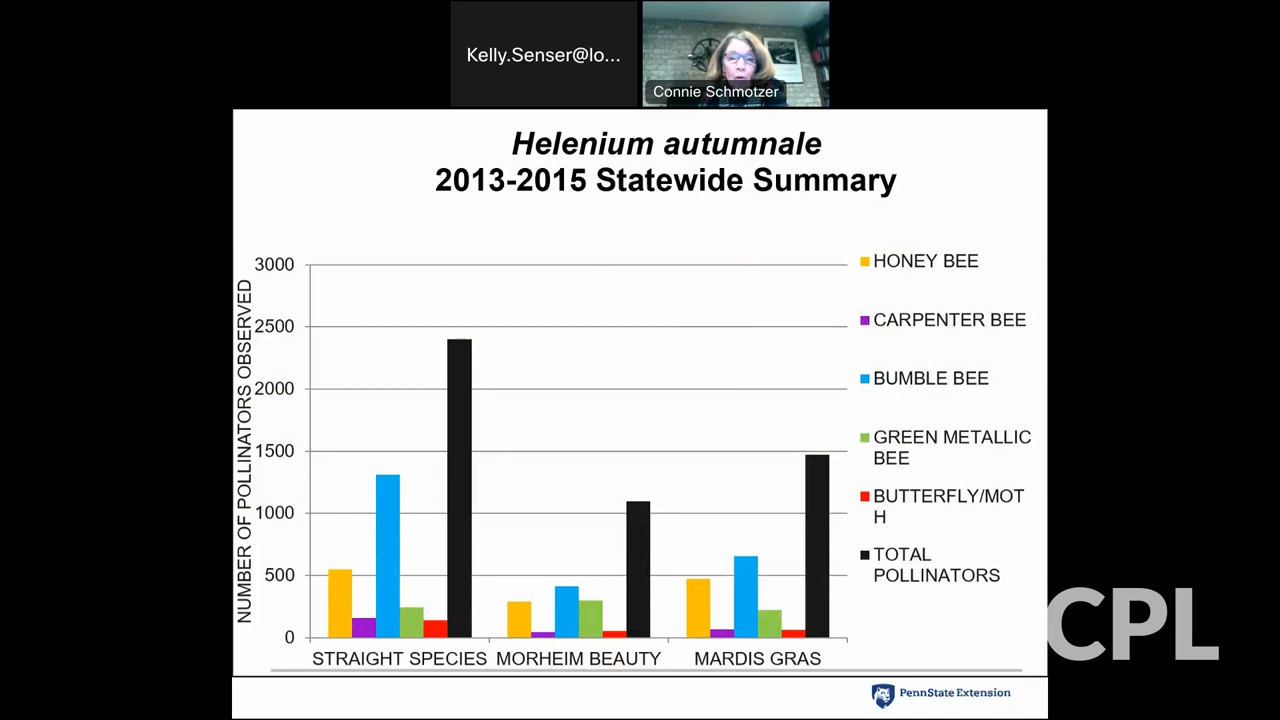 Kelly.Senser@lo...
Connie Schmotzer
Helenium autumnale
2013-2015 Statewide Summary
NUMBER OF POLLINATORS OBSERVED
3000
2500
2000
1500
1000
500
0
STRAIGHT SPECIES
MORHEIM BEAUTY
MARDIS GRAS
HONEY BEE
CARPENTER BEE
BUMBLE BEE
GREEN METALLIC
BEE
BUTTERFLY/MOT
H
TOTAL
POLLINATORS
CPL
PennState Extension